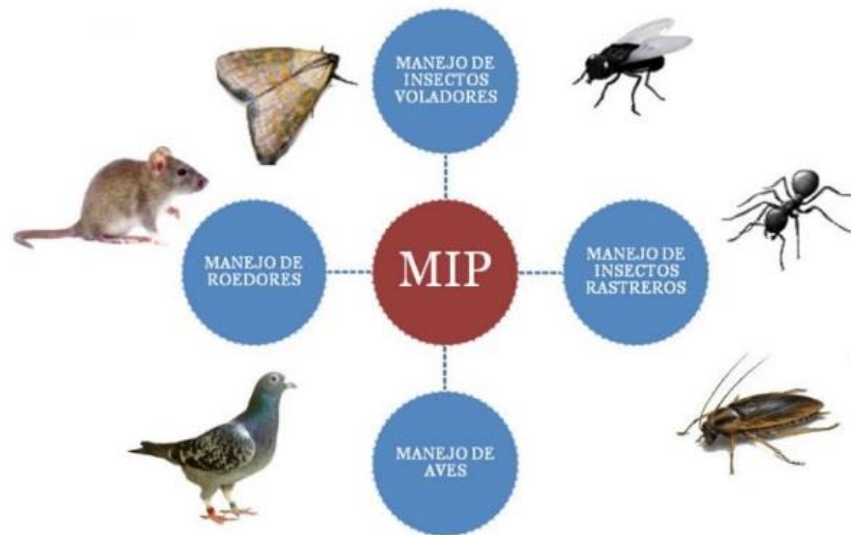 MANEJO DE
INSECTOS
VOLADORES
MANEJO DE
ROEDORES
MIP
MANEJO DE
INSECTOS
RASTREROS
MANEJO DE
AVES